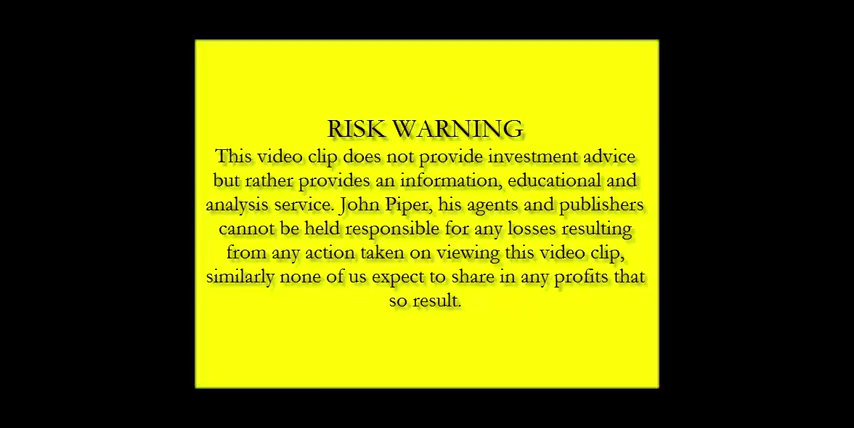 RISK WARNING
This video clip does not provide investment advice
but rather provides an information, educational and
analysis service. John Piper, his agents and publishers
cannot be held responsible for any losses resulting
from any action taken on viewing this video clip,
similarly none of us expect to share in any profits that
so result.